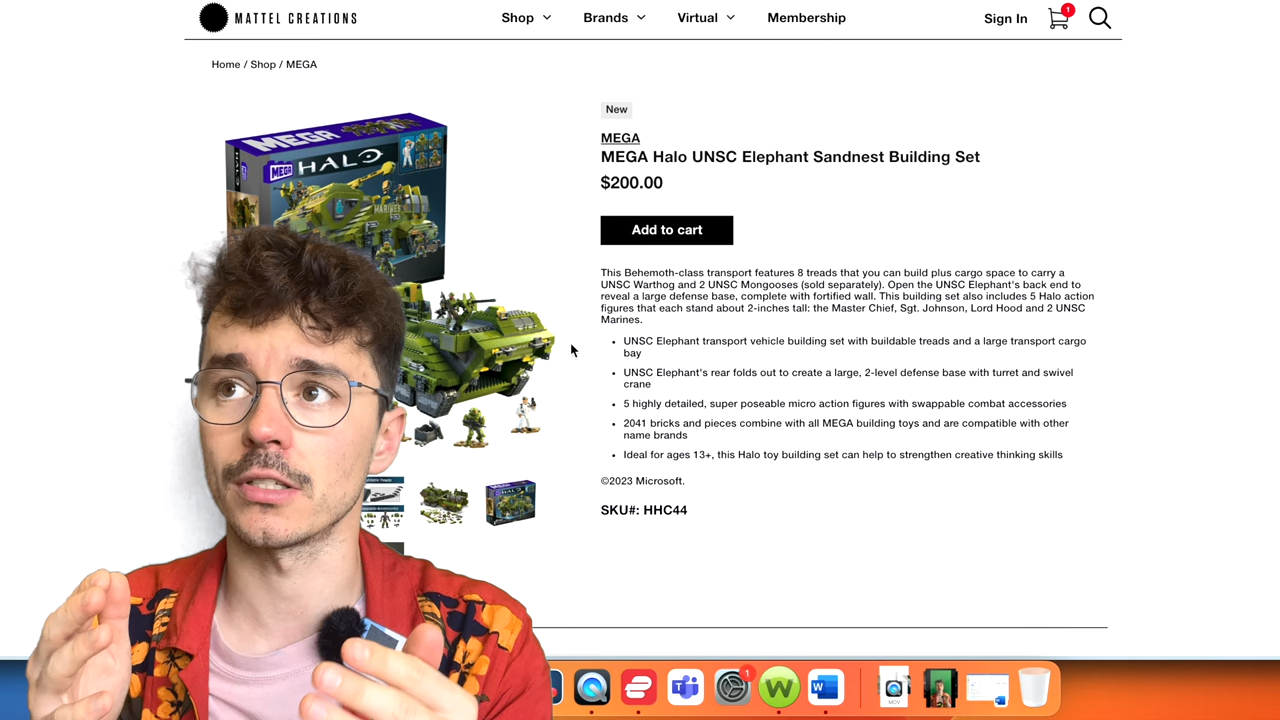 MATTEL CREATIONS
Shop
Brands
Virtual
Membership
Sign In
1
Home / Shop / MEGA
New
MEGA
MEGA Halo UNSC Elephant Sandnest Building Set
$200.00
Add to cart
This Behemoth-class transport features 8 treads that you can build plus cargo space to carry a
UNSC Warthog and 2 UNSC Mongooses (sold separately). Open the UNSC Elephant's back end to
reveal a large defense base, complete with fortified wall. This building set also includes 5 Halo action
figures that each stand about 2-inches tall: the Master Chief, Sgt. Johnson, Lord Hood and 2 UNSC
Marines.
• UNSC Elephant transport vehicle building set with buildable treads and a large transport cargo
bay
• UNSC Elephant's rear folds out to create a large, 2-level defense base with turret and swivel
crane
• 5 highly detailed, super poseable micro action figures with swappable combat accessories
• 2041 bricks and pieces combine with all MEGA building toys and are compatible with other
name brands
• Ideal for ages 13+, this Halo toy building set can help to strengthen creative thinking skills
©2023 Microsoft.
SKU#: HHC44
MEGA
MEGA
HALO
MARINES
MEGA
HALO
1
W
W
MOV